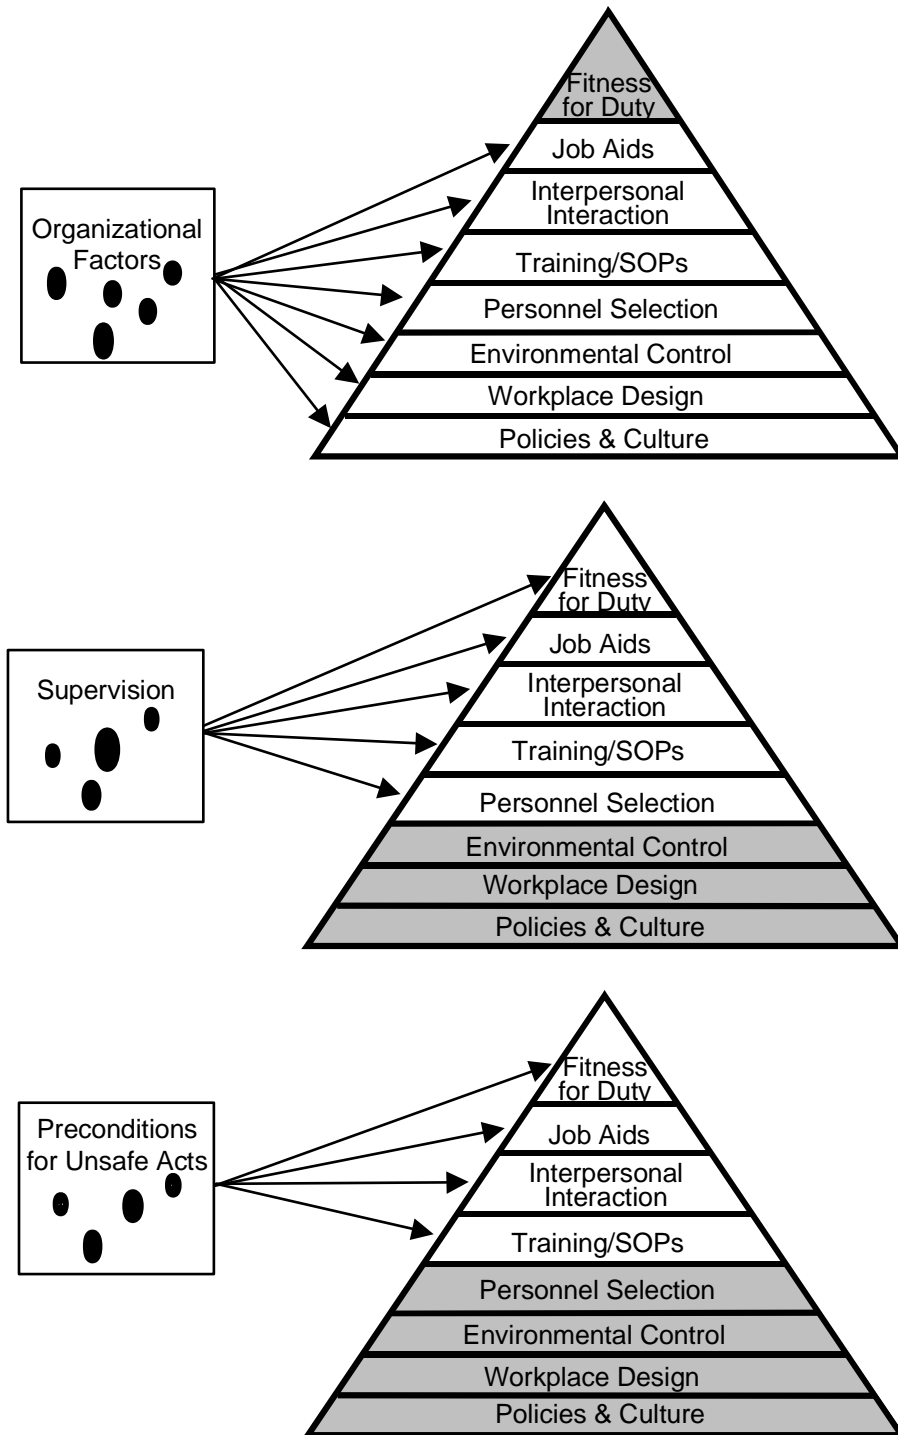 Organizational
Factors
Fitness
for Duty
Job Aids
Interpersonal
Interaction
Training/SOPs
Personnel Selection
Environmental Control
Workplace Design
Policies & Culture
Supervision
Fitness
for Duty
Job Aids
Interpersonal
Interaction
Training/SOPs
Personnel Selection
Environmental Control
Workplace Design
Policies & Culture
Preconditions
for Unsafe Acts
Fitness
for Duty
Job Aids
Interpersonal
Interaction
Training/SOPs
Personnel Selection
Environmental Control
Workplace Design
Policies & Culture